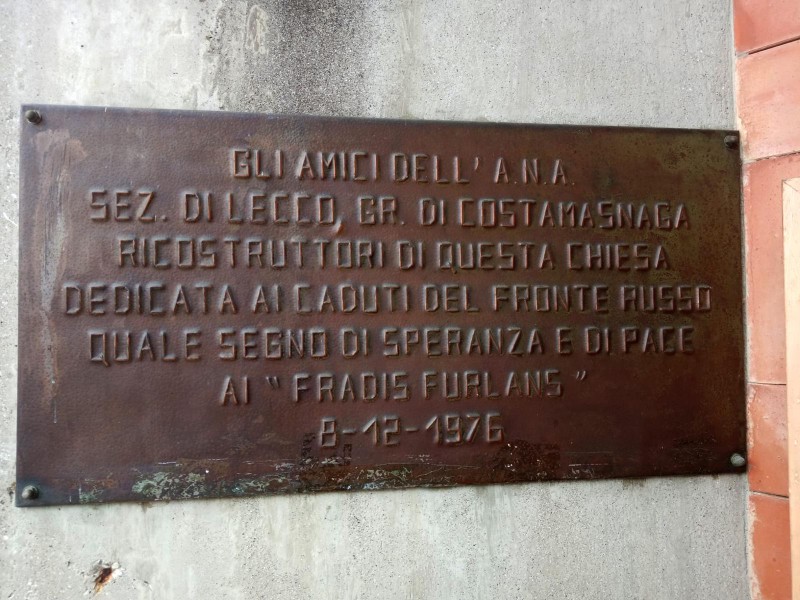 GLI AMICI DELL' A.N.A.
SEZ. DI LECCO, GR. DI COSTAMASNAGA
RICOSTRUTTORI DI QUESTA CHIESA
DEDICATA AI CADUTI DEL FRONTE RUSSO
QUALE SEGNO DI SPERANZA E DI PACE
AI " FRADIS FURLANS "
8-12-1976